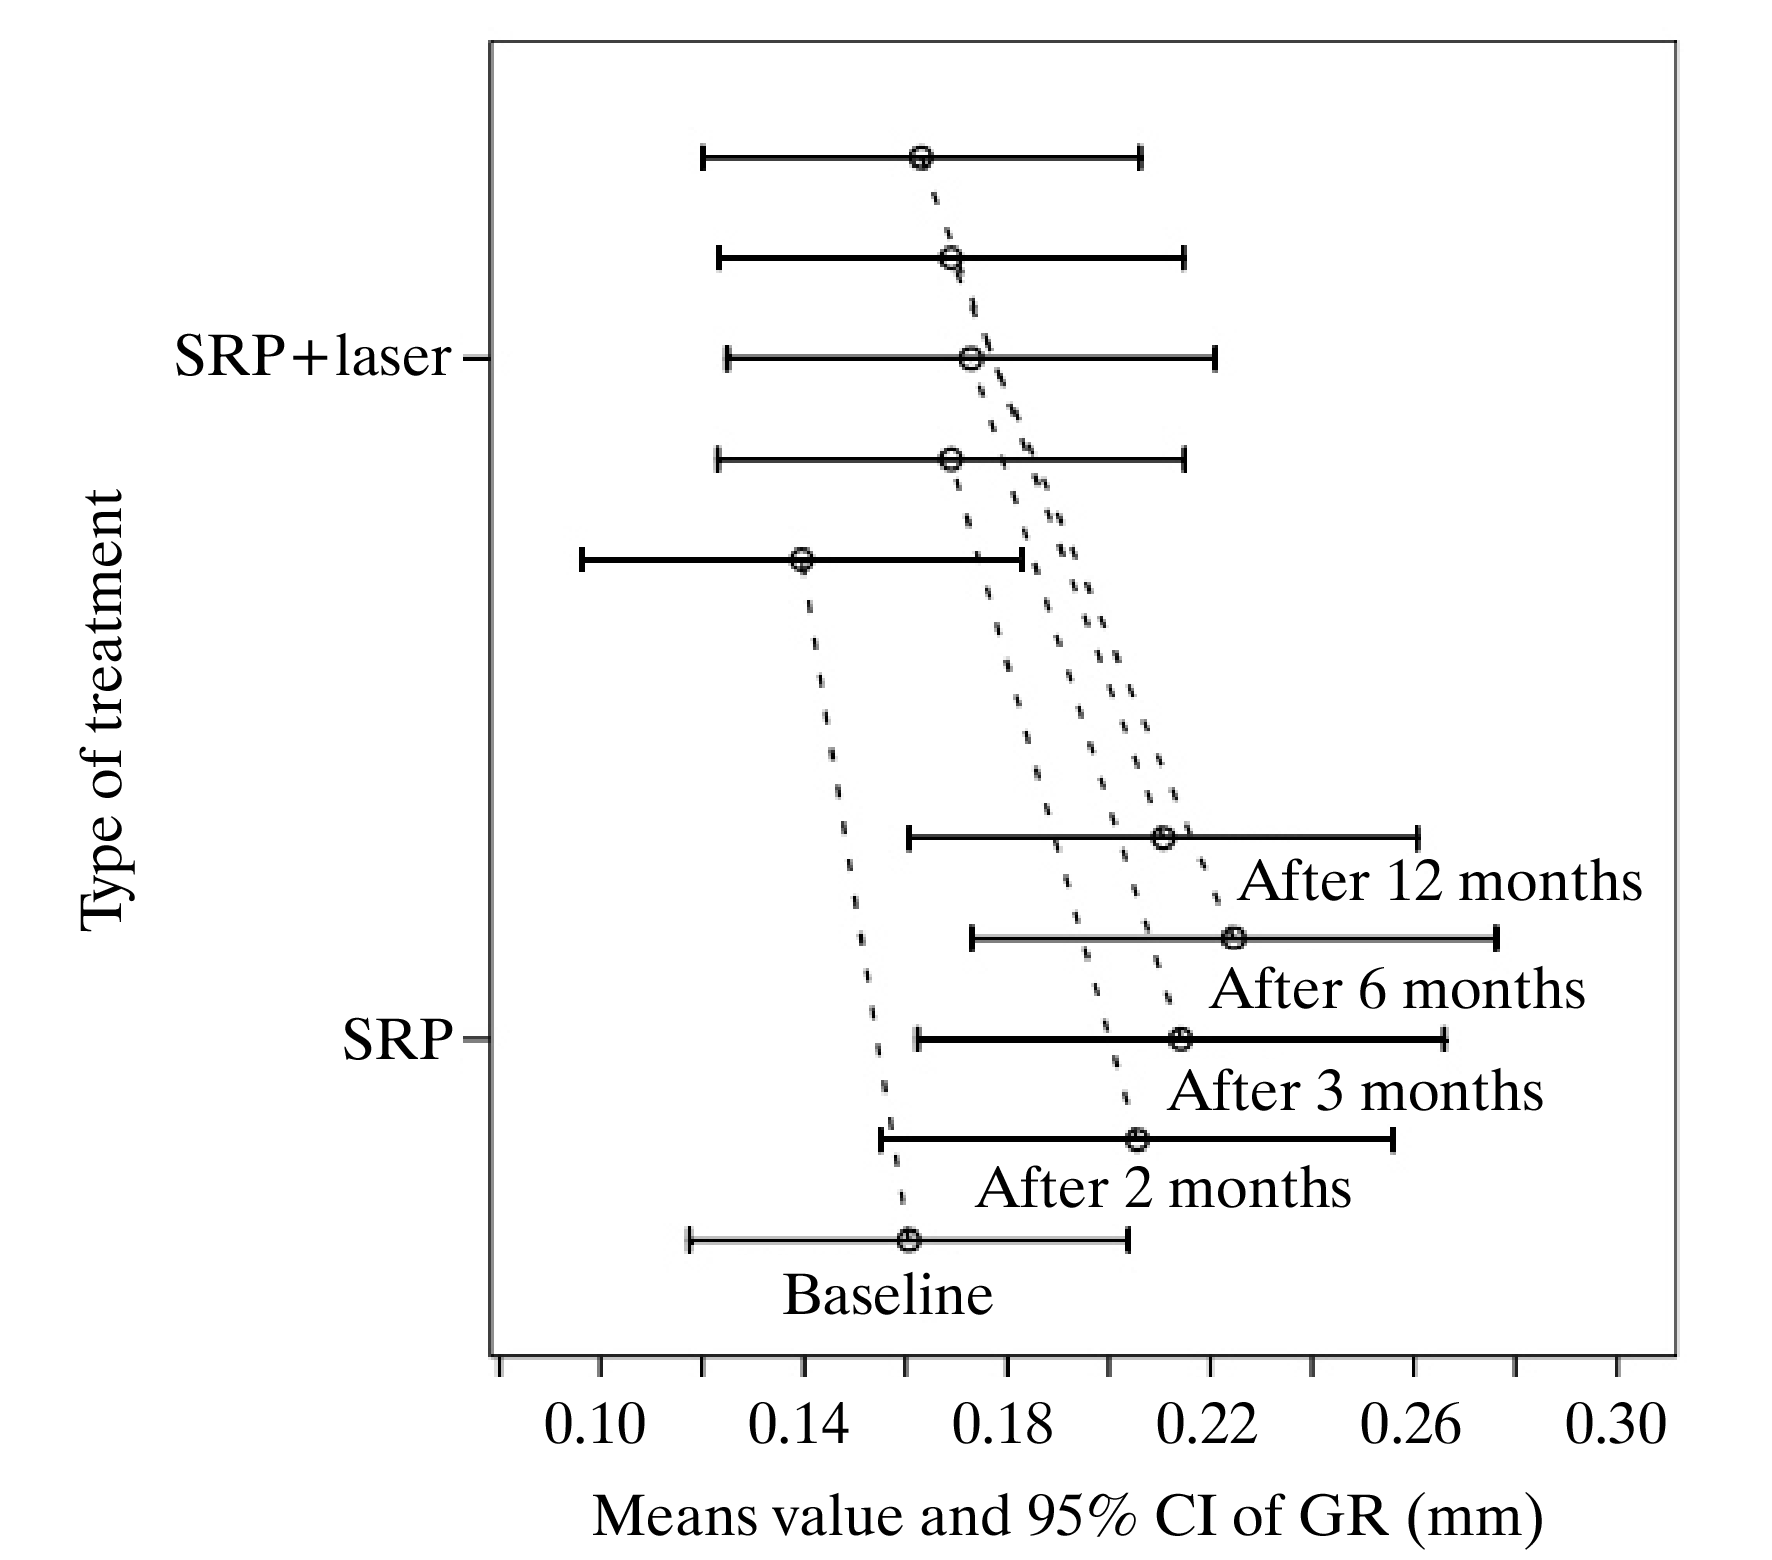 SRP+laser
Type of treatment
After 12 months
After 6 months
SRP
After 3 months
After 2 months
Baseline
0.10 0.14 0.18 0.22 0.26 0.30
Means value and 95% CI of GR (mm)